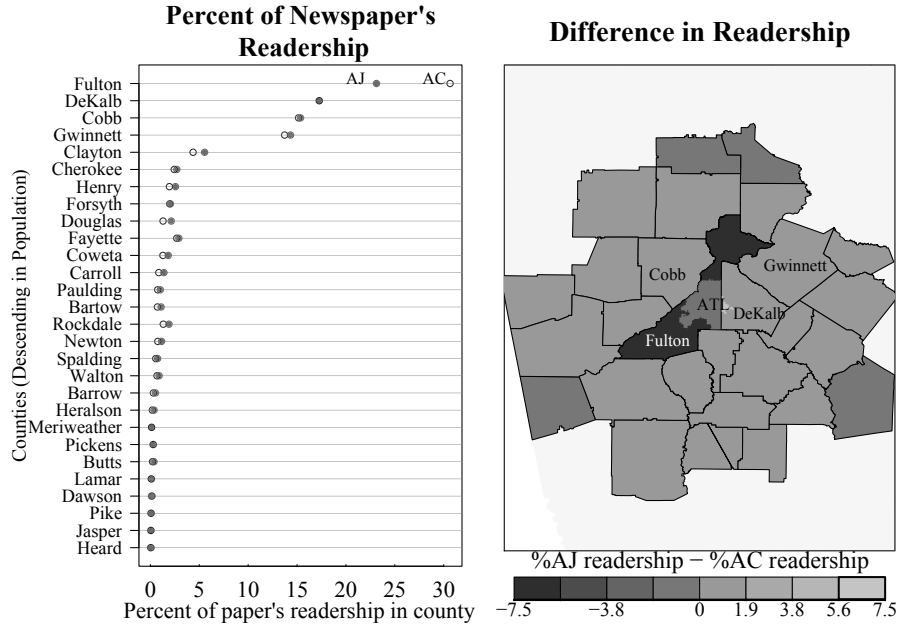 Percent of Newspaper's
Readership
AJ
AC
Counties (Descending in Population)
Fulton
DeKalb
Cobb
Gwinnett
Clayton
Cherokee
Henry
Forsyth
Douglas
Fayette
Coweta
Carroll
Paulding
Bartow
Rockdale
Newton
Spalding
Walton
Barrow
Heralson
Meriweather
Pickens
Butts
Lamar
Dawson
Pike
Jasper
Heard
0 5 10 15 20 25 30
Percent of paper's readership in county
Difference in Readership
Cobb
Gwinnett
ATL
DeKalb
Fulton
%AJ readership − %AC readership
−7.5 −3.8 0 1.9 3.8 5.6 7.5